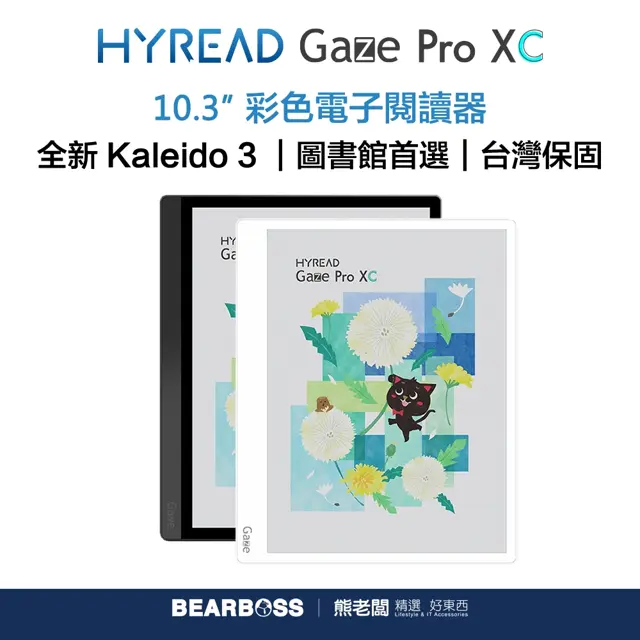 HYREAD Gaze Pro XC
10.3" 彩色電子閱讀器
全新 Kaleido 3 | 圖書館首選 | 台灣保固
HYREAD
Gaze
HYREAD
Gaze Pro XC
Gaze
Gaze
BEARBOSS | 熊老闆 精選 好東西
Lifestyle & IT Accessories